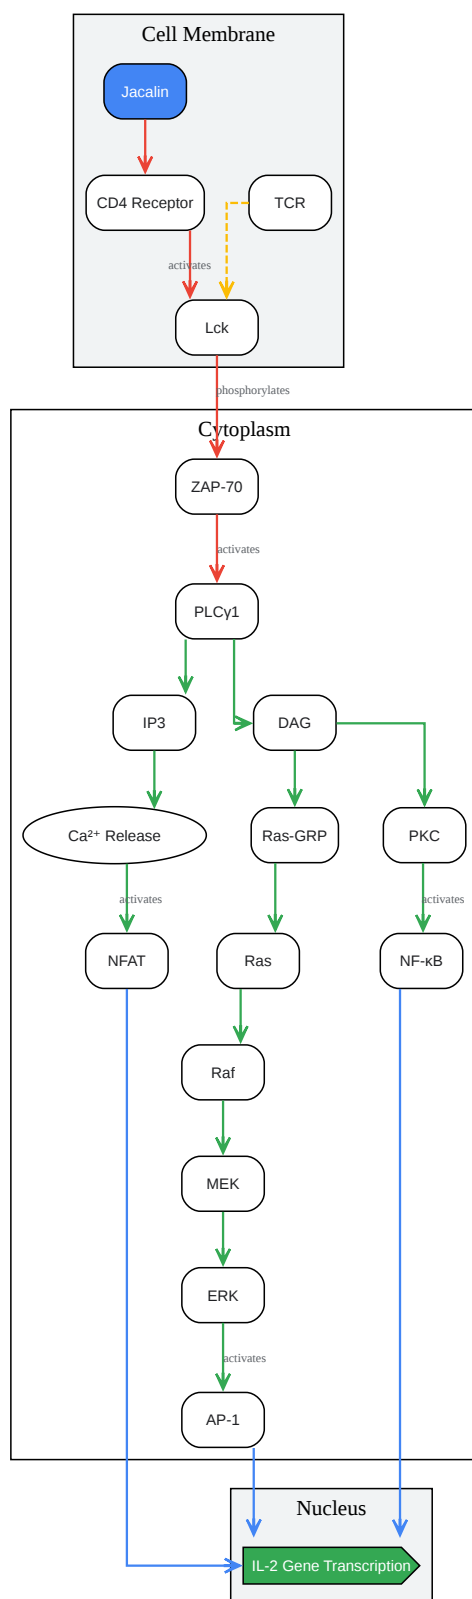 Cell Membrane
Jacalin
CD4 Receptor
TCR
activates
Lck
phosphorylates
Cytoplasm
ZAP-70
activates
PLCγ1
IP3
DAG
Ca²⁺ Release
Ras-GRP
PKC
activates
activates
NFAT
Ras
NF-κB
Raf
MEK
ERK
activates
AP-1
Nucleus
IL-2 Gene Transcription